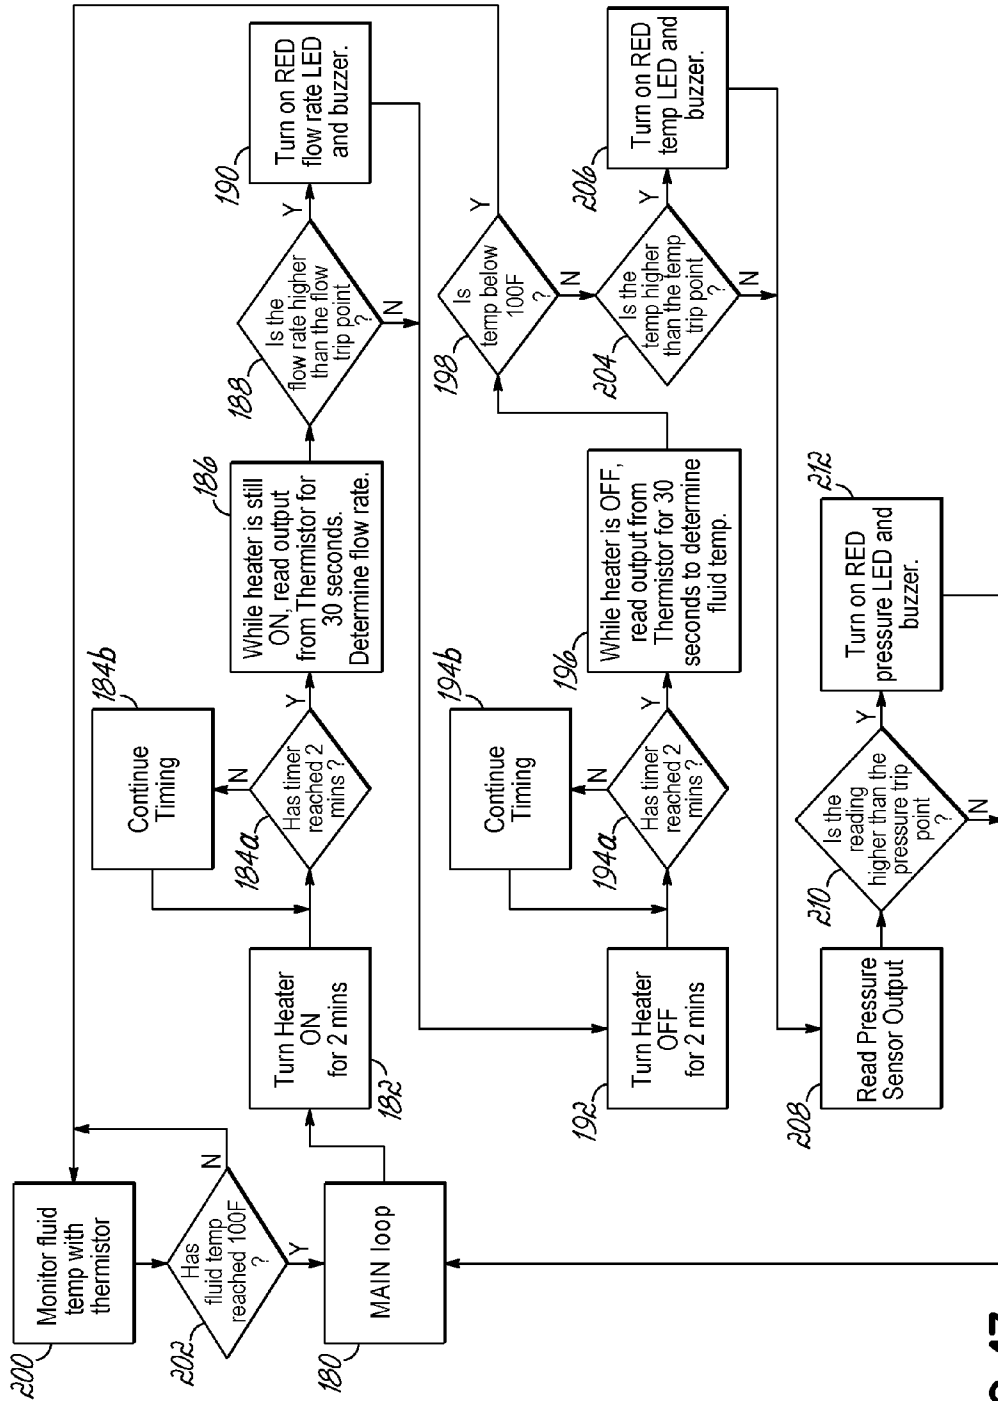 200
Monitor fluid
temp with
thermistor
202
Has
fluid temp
reached 100F
?
N
Y
180
MAIN loop
182
Turn Heater
ON
for 2 mins
184a
Has timer
reached 2
mins ?
N
Y
184b
Continue
Timing
186
While heater is still
ON, read output
from Thermistor for
30 seconds.
Determine flow rate.
188
Is the
flow rate higher
than the flow
trip point
?
Y
N
190
Turn on RED
flow rate LED
and buzzer.
192
Turn Heater
OFF
for 2 mins
194a
Has timer
reached 2
mins ?
N
Y
194b
Continue
Timing
196
While heater is OFF,
read output from
Thermistor for 30
seconds to determine
fluid temp.
198
Is
temp below
100F
?
Y
N
204
Is the
temp higher
than the temp
trip point
?
Y
N
206
Turn on RED
temp LED and
buzzer.
208
Read Pressure
Sensor Output
210
Is the
reading
higher than the
pressure trip
point
?
Y
N
212
Turn on RED
pressure LED and
buzzer.